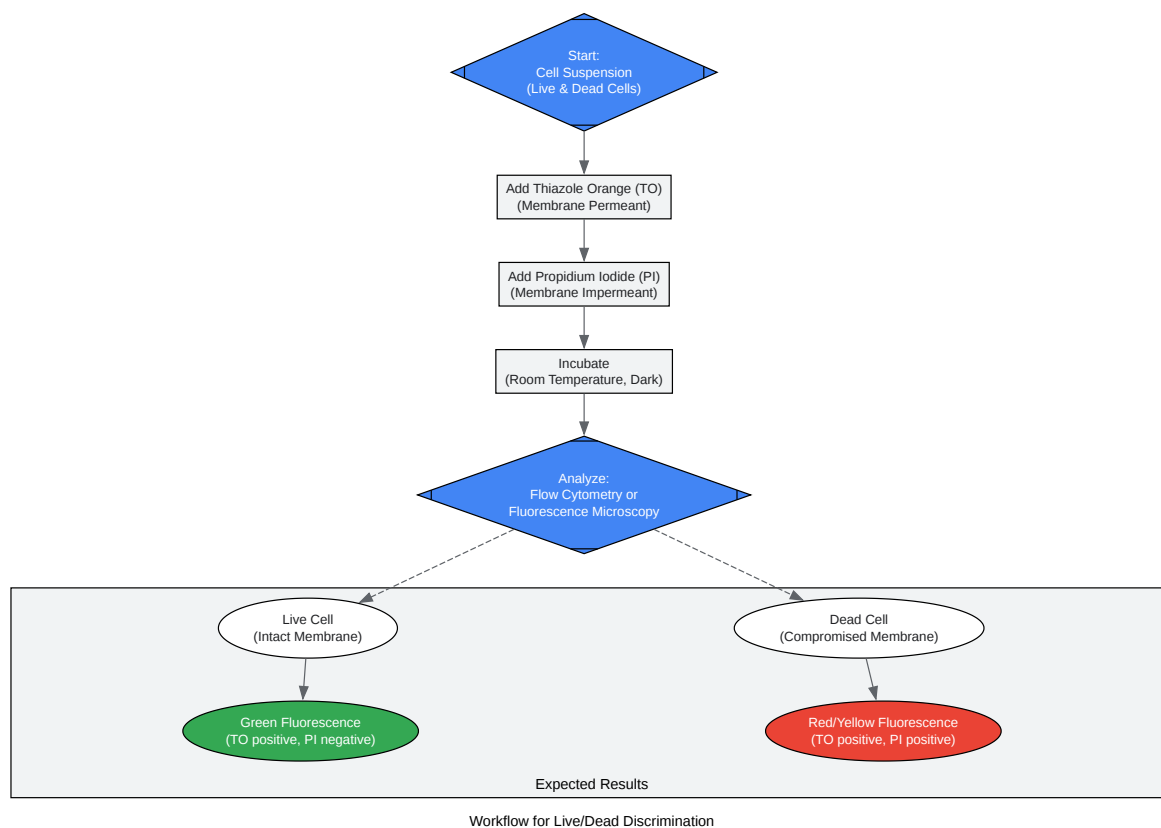 Start:
Cell Suspension
(Live & Dead Cells)
Add Thiazole Orange (TO)
(Membrane Permeant)
Add Propidium Iodide (PI)
(Membrane Impermeant)
Incubate
(Room Temperature, Dark)
Analyze:
Flow Cytometry or
Fluorescence Microscopy
Live Cell
(Intact Membrane)
Dead Cell
(Compromised Membrane)
Green Fluorescence
(TO positive, PI negative)
Red/Yellow Fluorescence
(TO positive, PI positive)
Expected Results
Workflow for Live/Dead Discrimination